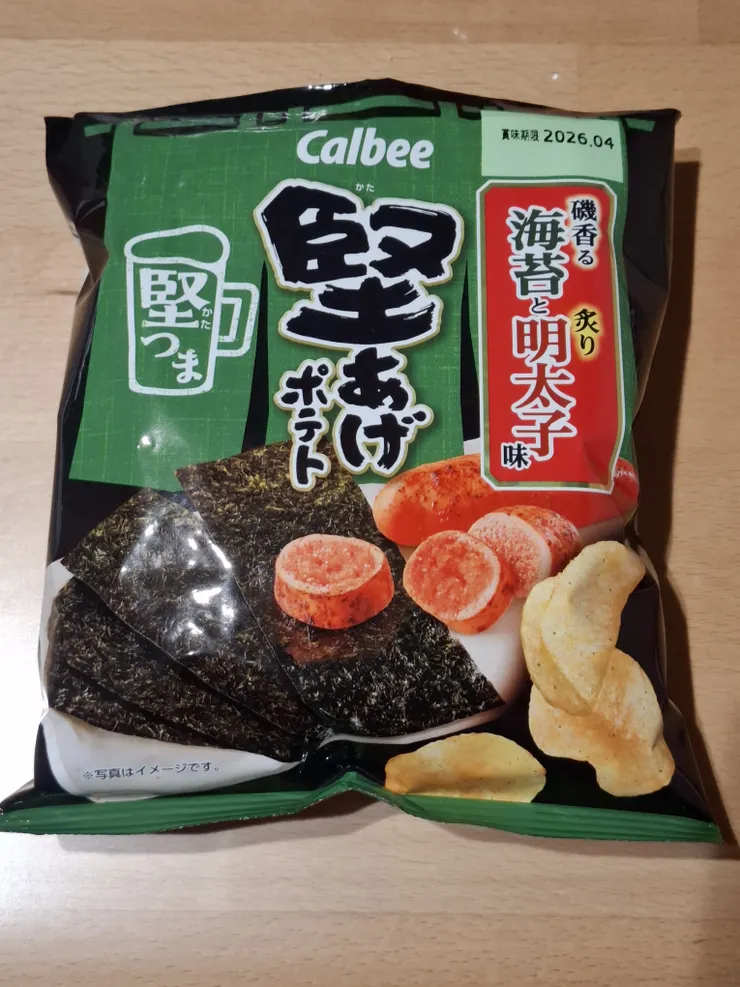 Calbee
賞味期限 2026.04
かた
堅あげ
ポテト
堅つま
かた
磯香る
海苔と
炙り
明太子味
※写真はイメージです。